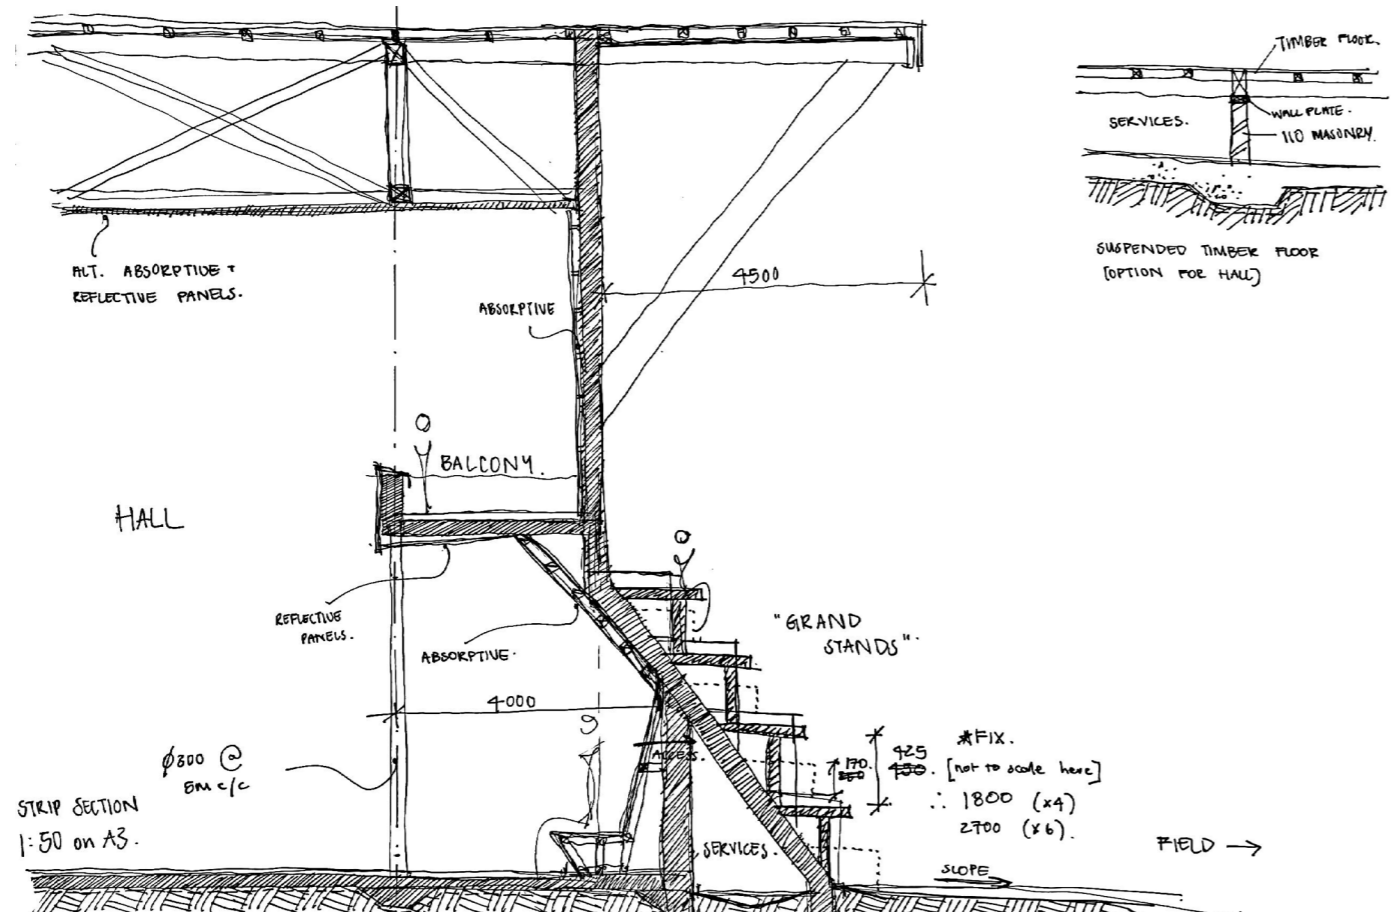 TIMBER FLOOR.
WALL PLATE.
110 MASONRY.
SERVICES.
SUSPENDED TIMBER FLOOR
[OPTION FOR HALL]
ALT. ABSORPTIVE +
REFLECTIVE PANELS.
ABSORPTIVE
4500
BALCONY.
HALL
REFLECTIVE
PANELS.
ABSORPTIVE.
"GRAND
STANDS".
4000
ACCESS.
170
425
450. [not to scale here]
*FIX.
∴ 1800 (x4)
2700 (x6).
Ø300 @
5m c/c
STRIP SECTION
1:50 on A3.
SERVICES.
SLOPE
FIELD →